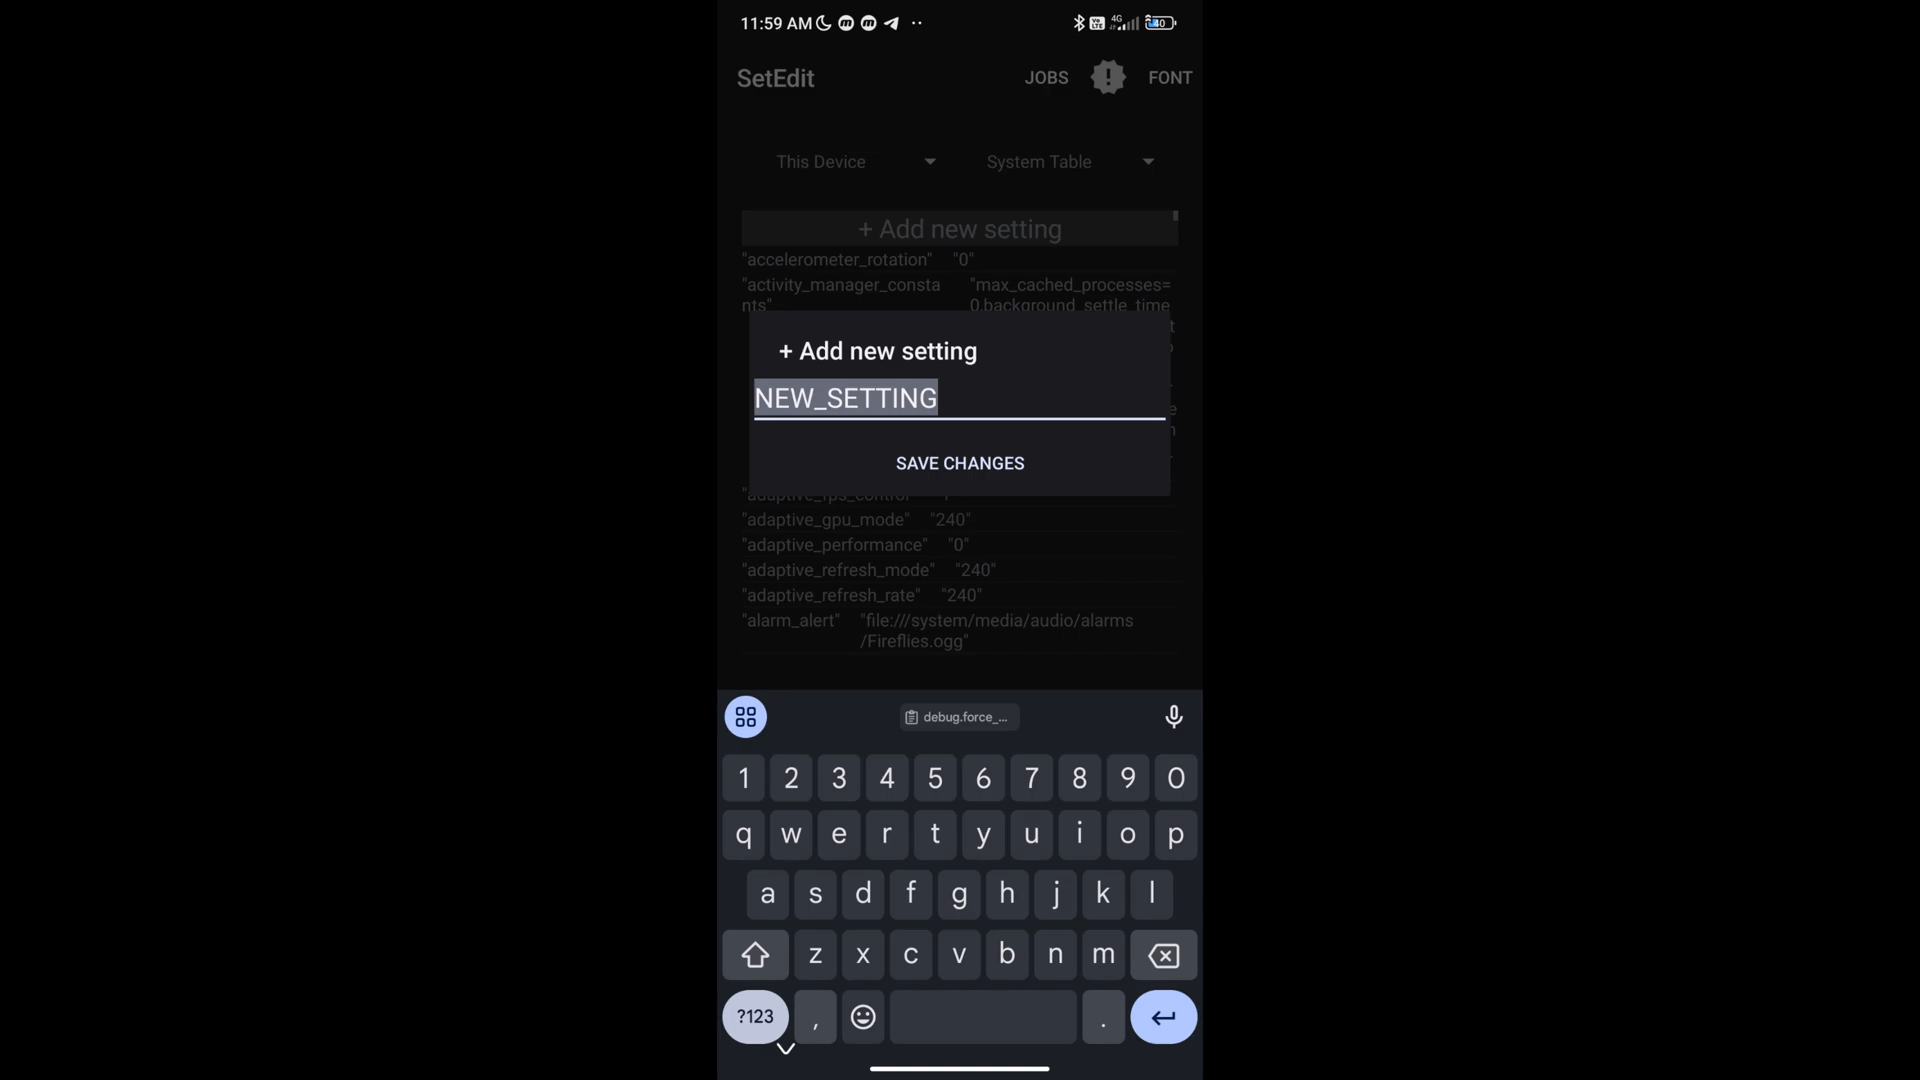 11:59 AM
4G
40
SetEdit
JOBS
FONT
This Device
System Table
+ Add new setting
"accelerometer_rotation" "0"
"activity_manager_consta "max_cached_processes=
nts" 0,background_settle_time
+ Add new setting
NEW_SETTING
SAVE CHANGES
"adaptive_gpu_mode" "240"
"adaptive_performance" "0"
"adaptive_refresh_mode" "240"
"adaptive_refresh_rate" "240"
"alarm_alert" "file:///system/media/audio/alarms
/Fireflies.ogg"
debug.force_...
1 2 3 4 5 6 7 8 9 0
q w e r t y u i o p
a s d f g h j k l
z x c v b n m
?123 , .